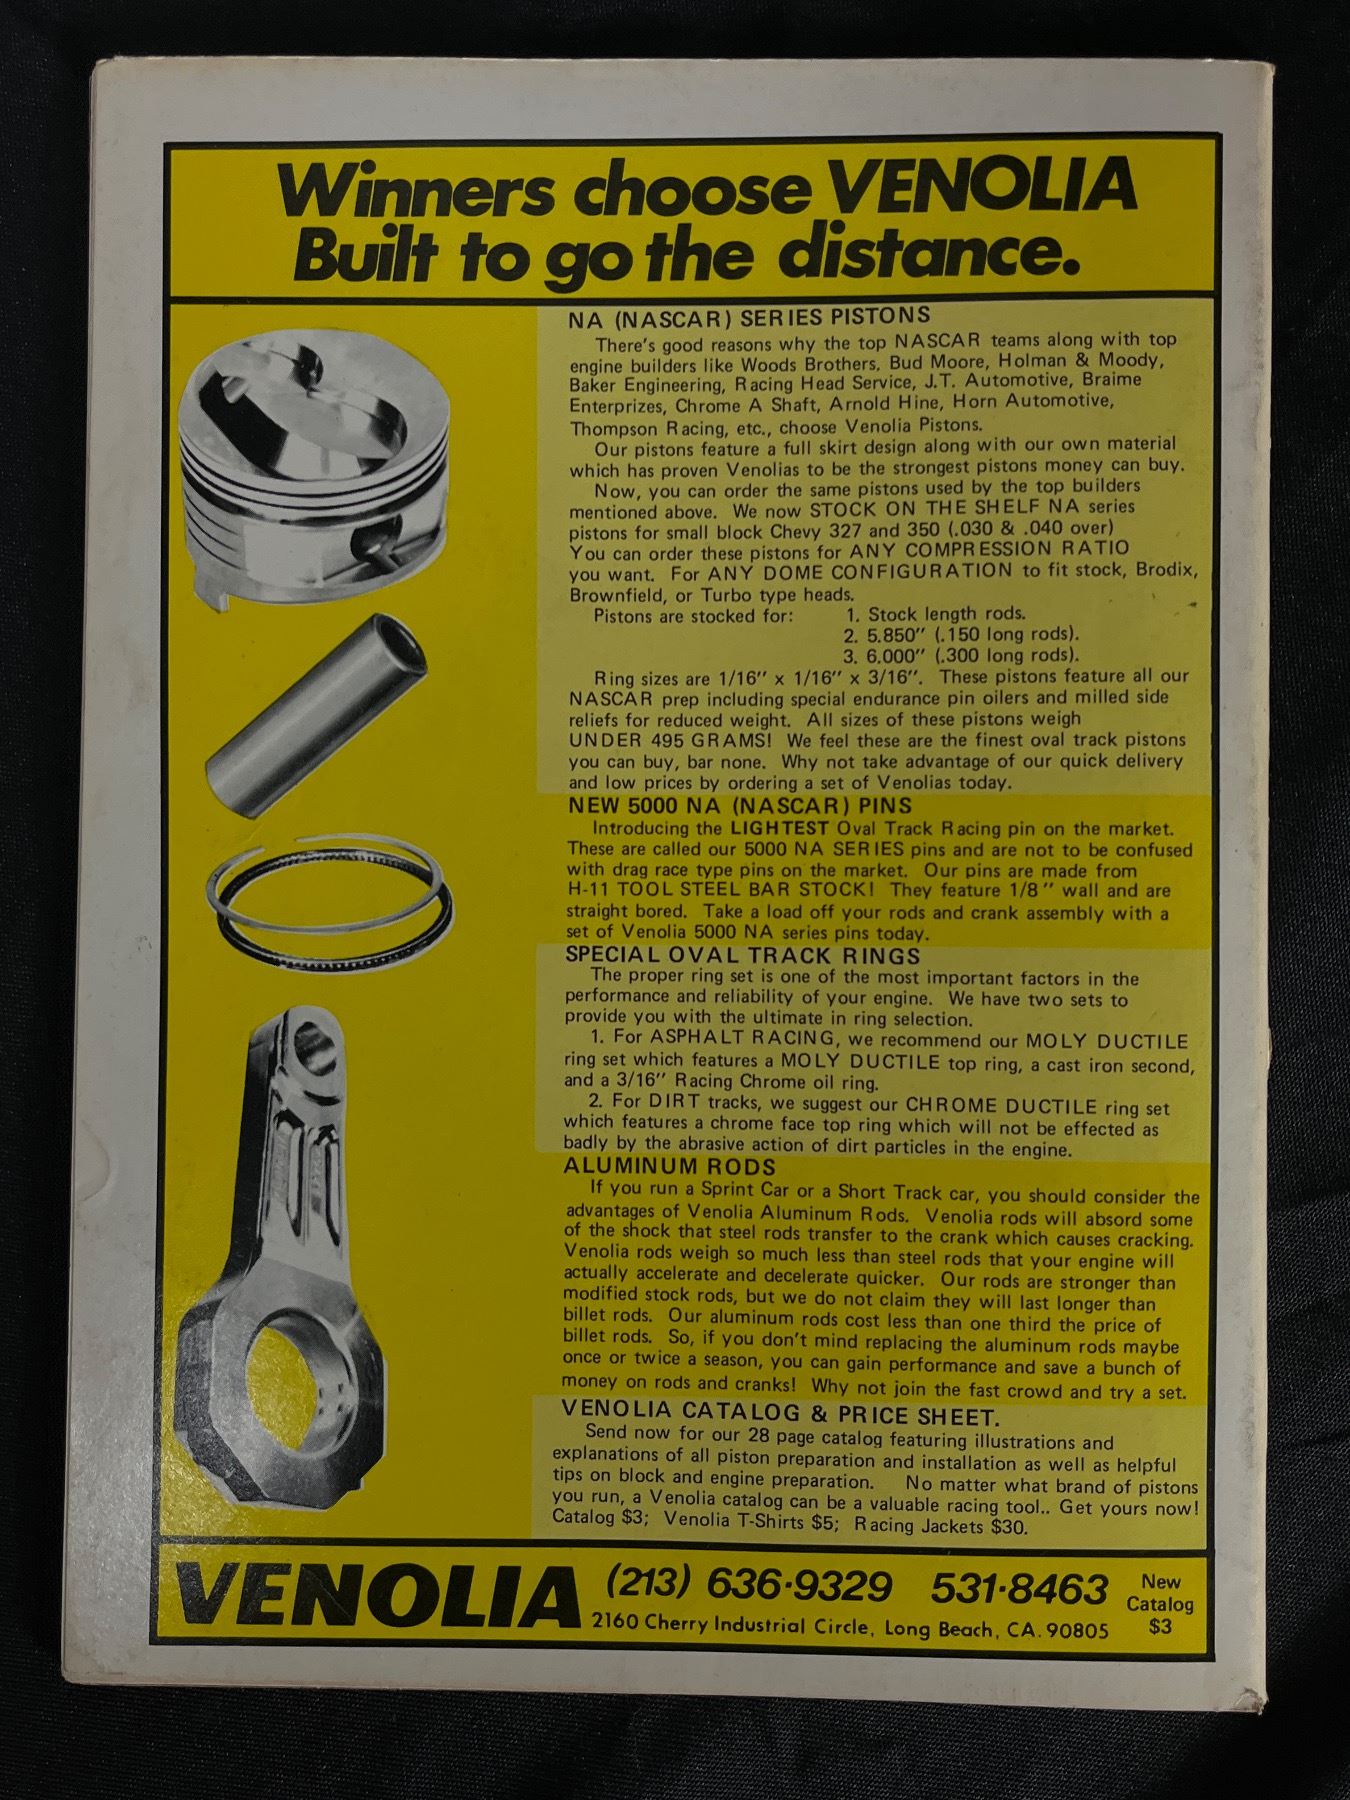 Winners choose VENOLIA
Built to go the distance.
NA (NASCAR) SERIES PISTONS
There's good reasons why the top NASCAR teams along with top
engine builders like Woods Brothers, Bud Moore, Holman & Moody,
Baker Engineering, Racing Head Service, J.T. Automotive, Braime
Enterprizes, Chrome A Shaft, Arnold Hine, Horn Automotive,
Thompson Racing, etc., choose Venolia Pistons.
Our pistons feature a full skirt design along with our own material
which has proven Venolias to be the strongest pistons money can buy.
Now, you can order the same pistons used by the top builders
mentioned above. We now STOCK ON THE SHELF NA series
pistons for small block Chevy 327 and 350 (.030 & .040 over)
You can order these pistons for ANY COMPRESSION RATIO
you want. For ANY DOME CONFIGURATION to fit stock, Brodix,
Brownfield, or Turbo type heads.
Pistons are stocked for: 1. Stock length rods.
2. 5.850" (.150 long rods).
3. 6.000" (.300 long rods).
Ring sizes are 1/16" x 1/16" x 3/16". These pistons feature all our
NASCAR prep including special endurance pin oilers and milled side
reliefs for reduced weight. All sizes of these pistons weigh
UNDER 495 GRAMS! We feel these are the finest oval track pistons
you can buy, bar none. Why not take advantage of our quick delivery
and low prices by ordering a set of Venolias today.
NEW 5000 NA (NASCAR) PINS
Introducing the LIGHTEST Oval Track Racing pin on the market.
These are called our 5000 NA SERIES pins and are not to be confused
with drag race type pins on the market. Our pins are made from
H-11 TOOL STEEL BAR STOCK! They feature 1/8" wall and are
straight bored. Take a load off your rods and crank assembly with a
set of Venolia 5000 NA series pins today.
SPECIAL OVAL TRACK RINGS
The proper ring set is one of the most important factors in the
performance and reliability of your engine. We have two sets to
provide you with the ultimate in ring selection.
1. For ASPHALT RACING, we recommend our MOLY DUCTILE
ring set which features a MOLY DUCTILE top ring, a cast iron second,
and a 3/16" Racing Chrome oil ring.
2. For DIRT tracks, we suggest our CHROME DUCTILE ring set
which features a chrome face top ring which will not be effected as
badly by the abrasive action of dirt particles in the engine.
ALUMINUM RODS
If you run a Sprint Car or a Short Track car, you should consider the
advantages of Venolia Aluminum Rods. Venolia rods will absord some
of the shock that steel rods transfer to the crank which causes cracking.
Venolia rods weigh so much less than steel rods that your engine will
actually accelerate and decelerate quicker. Our rods are stronger than
modified stock rods, but we do not claim they will last longer than
billet rods. Our aluminum rods cost less than one third the price of
billet rods. So, if you don't mind replacing the aluminum rods maybe
once or twice a season, you can gain performance and save a bunch of
money on rods and cranks! Why not join the fast crowd and try a set.
VENOLIA CATALOG & PRICE SHEET.
Send now for our 28 page catalog featuring illustrations and
explanations of all piston preparation and installation as well as helpful
tips on block and engine preparation. No matter what brand of pistons
you run, a Venolia catalog can be a valuable racing tool.. Get yours now!
Catalog $3; Venolia T-Shirts $5; Racing Jackets $30.
VENOLIA (213) 636-9329 531-8463
2160 Cherry Industrial Circle, Long Beach, CA. 90805
New
Catalog
$3